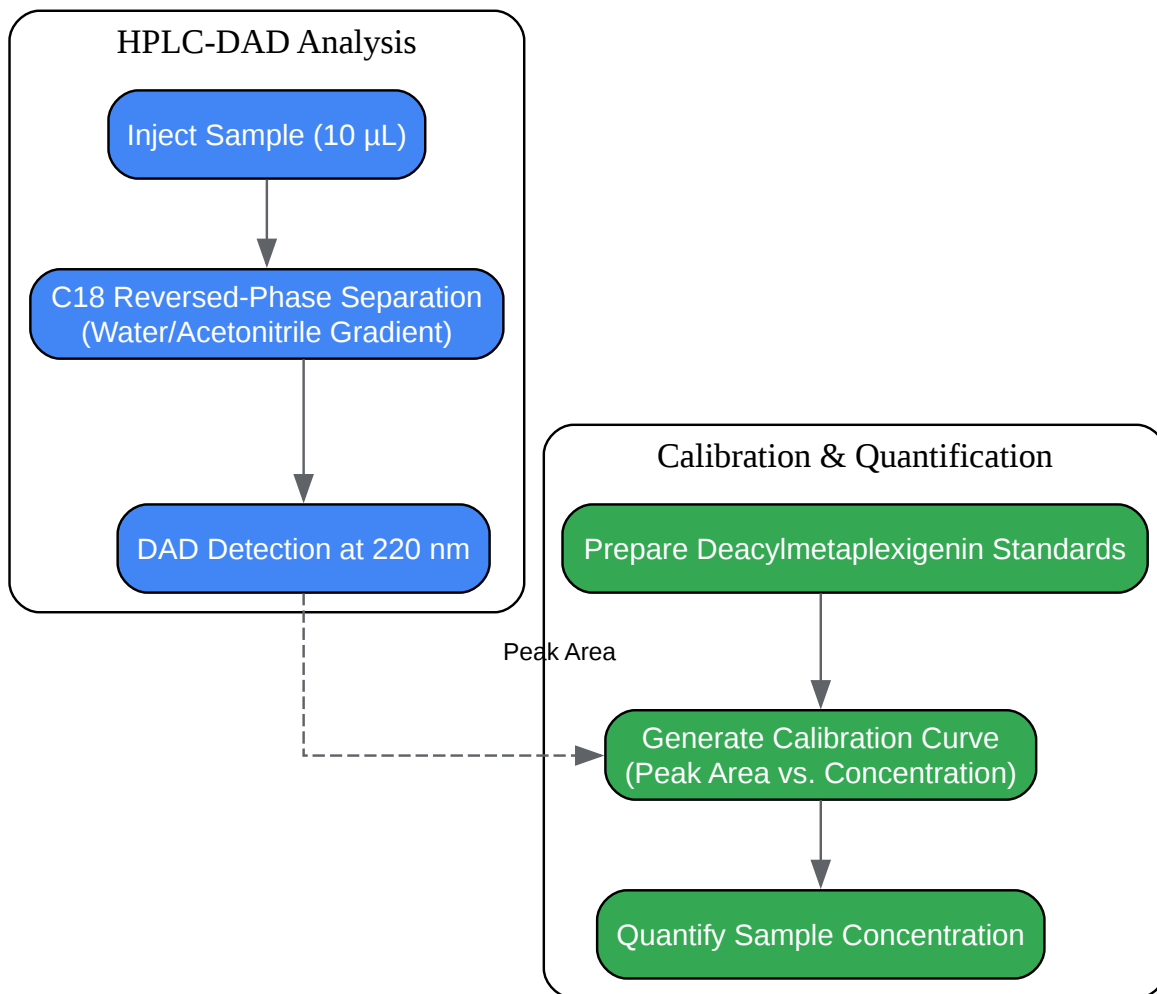 HPLC-DAD Analysis
Inject Sample (10 µL)
C18 Reversed-Phase Separation
(Water/Acetonitrile Gradient)
DAD Detection at 220 nm
Calibration & Quantification
Prepare Deacylmetaplexigenin Standards
Peak Area
Generate Calibration Curve
(Peak Area vs. Concentration)
Quantify Sample Concentration